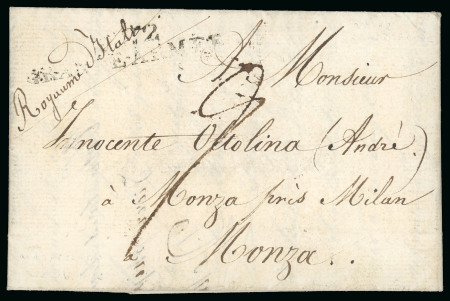 Royaume d'Italie
A Monsieur
Innocente Ottolina (André)
à Monza près Milan
à Monza..